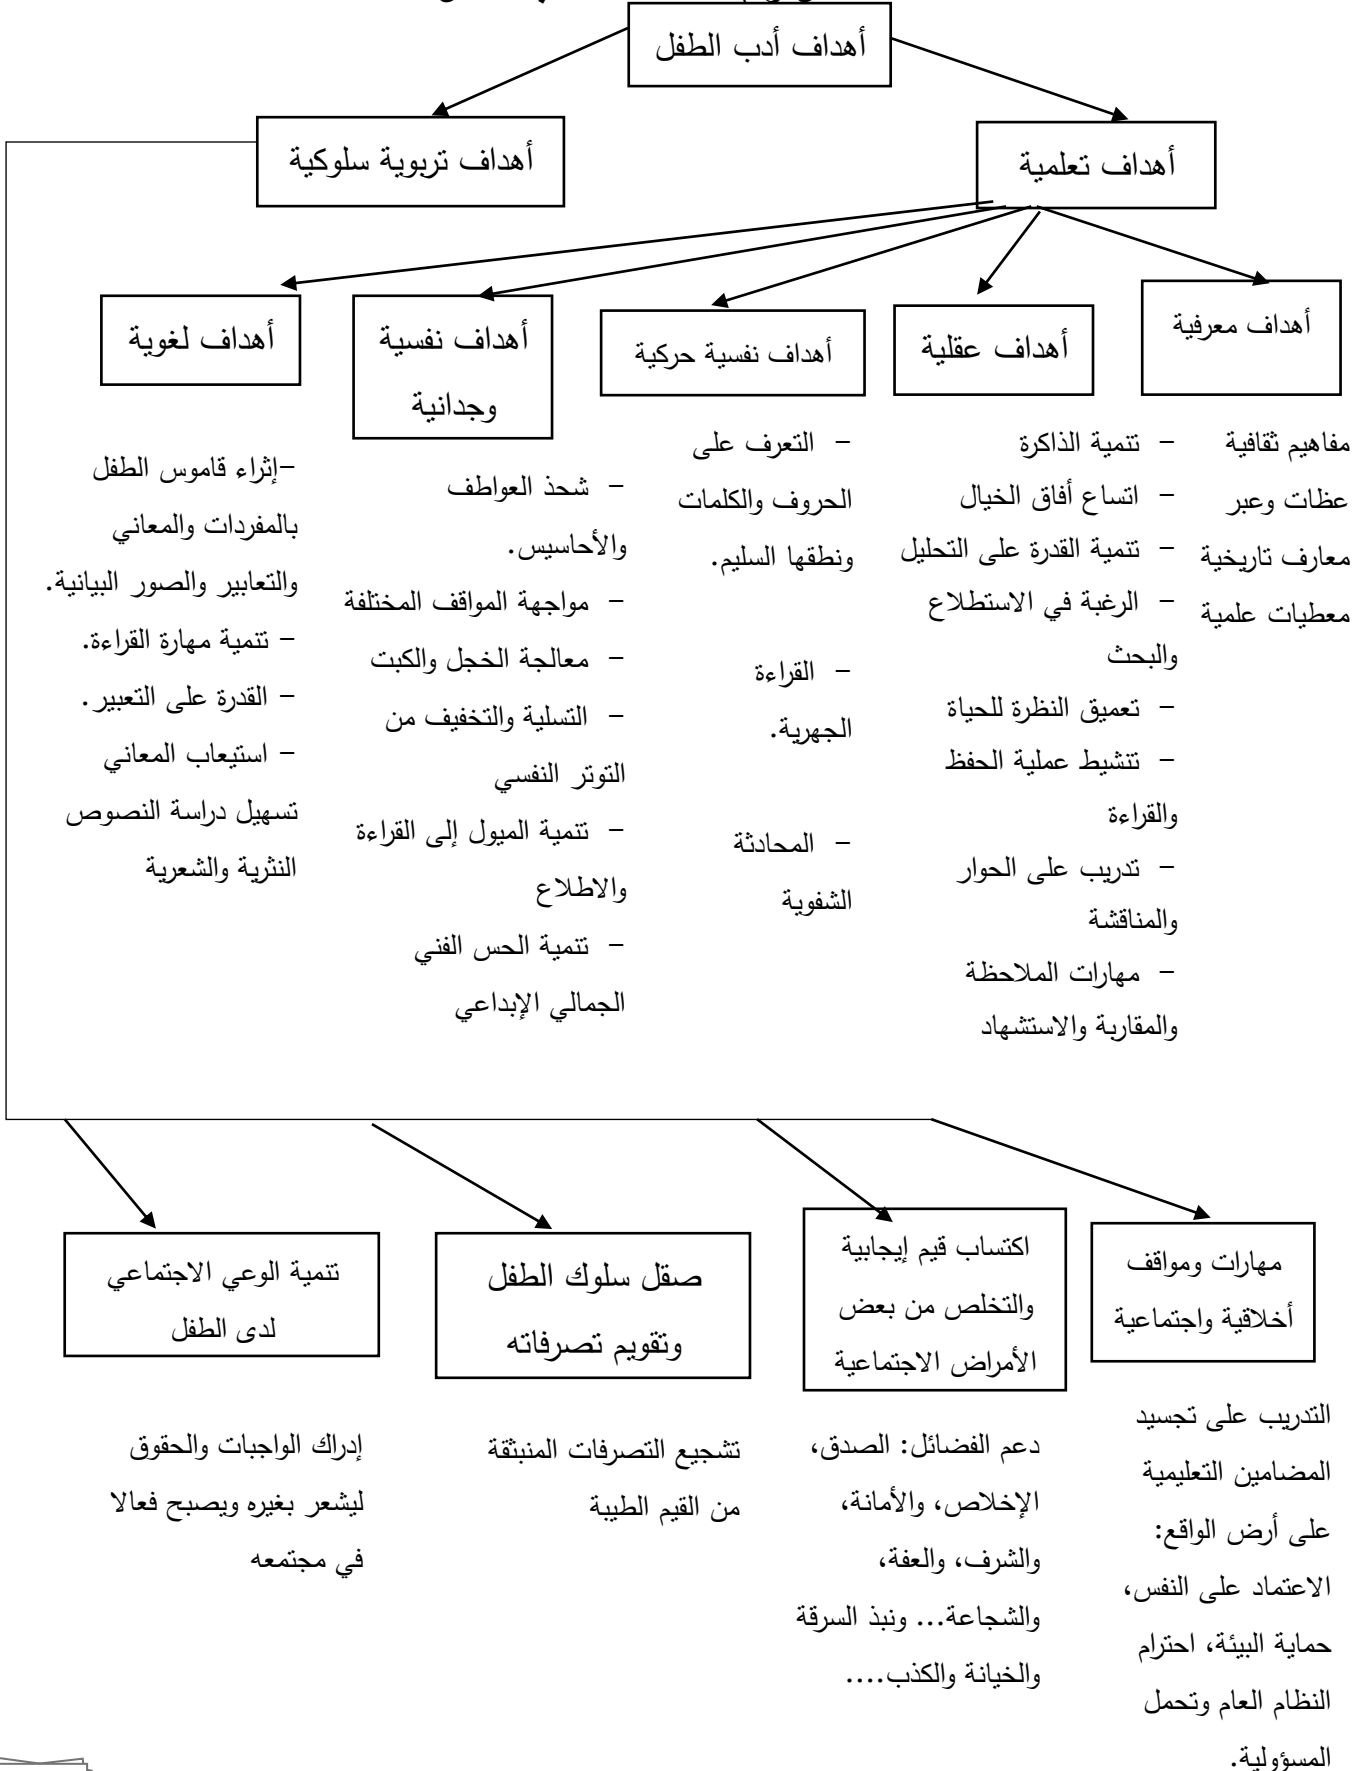 أهداف أدب الطفل
أهداف تعلمية
أهداف تربوية سلوكية
أهداف معرفية
أهداف عقلية
أهداف نفسية حركية
أهداف نفسية
وجدانية
أهداف لغوية
مفاهيم ثقافية
عظات وعبر
معارف تاريخية
معطيات علمية
- تنمية الذاكرة
- اتساع أفاق الخيال
- تنمية القدرة على التحليل
- الرغبة في الاستطلاع
والبحث
- تعميق النظرة للحياة
- تنشيط عملية الحفظ
والقراءة
- تدريب على الحوار
والمناقشة
- مهارات الملاحظة
والمقاربة والاستشهاد
- التعرف على
الحروف والكلمات
ونطقها السليم.
- القراءة
الجهرية.
- المحادثة
الشفوية
- شحذ العواطف
والأحاسيس.
- مواجهة المواقف المختلفة
- معالجة الخجل والكبت
- التسلية والتخفيف من
التوتر النفسي
- تنمية الميول إلى القراءة
والاطلاع
- تنمية الحس الفني
الجمالي الإبداعي
-إثراء قاموس الطفل
بالمفردات والمعاني
والتعابير والصور البيانية.
- تنمية مهارة القراءة.
- القدرة على التعبير.
- استيعاب المعاني
تسهيل دراسة النصوص
النثرية والشعرية
مهارات ومواقف
أخلاقية واجتماعية
اكتساب قيم إيجابية
والتخلص من بعض
الأمراض الاجتماعية
صقل سلوك الطفل
وتقويم تصرفاته
تنمية الوعي الاجتماعي
لدى الطفل
التدريب على تجسيد
المضامين التعليمية
على أرض الواقع:
الاعتماد على النفس،
حماية البيئة، احترام
النظام العام وتحمل
المسؤولية.
دعم الفضائل: الصدق،
الإخلاص، والأمانة،
والشرف، والعفة،
والشجاعة... ونبذ السرقة
والخيانة والكذب....
تشجيع التصرفات المنبثقة
من القيم الطيبة
إدراك الواجبات والحقوق
ليشعر بغيره ويصبح فعالا
في مجتمعه